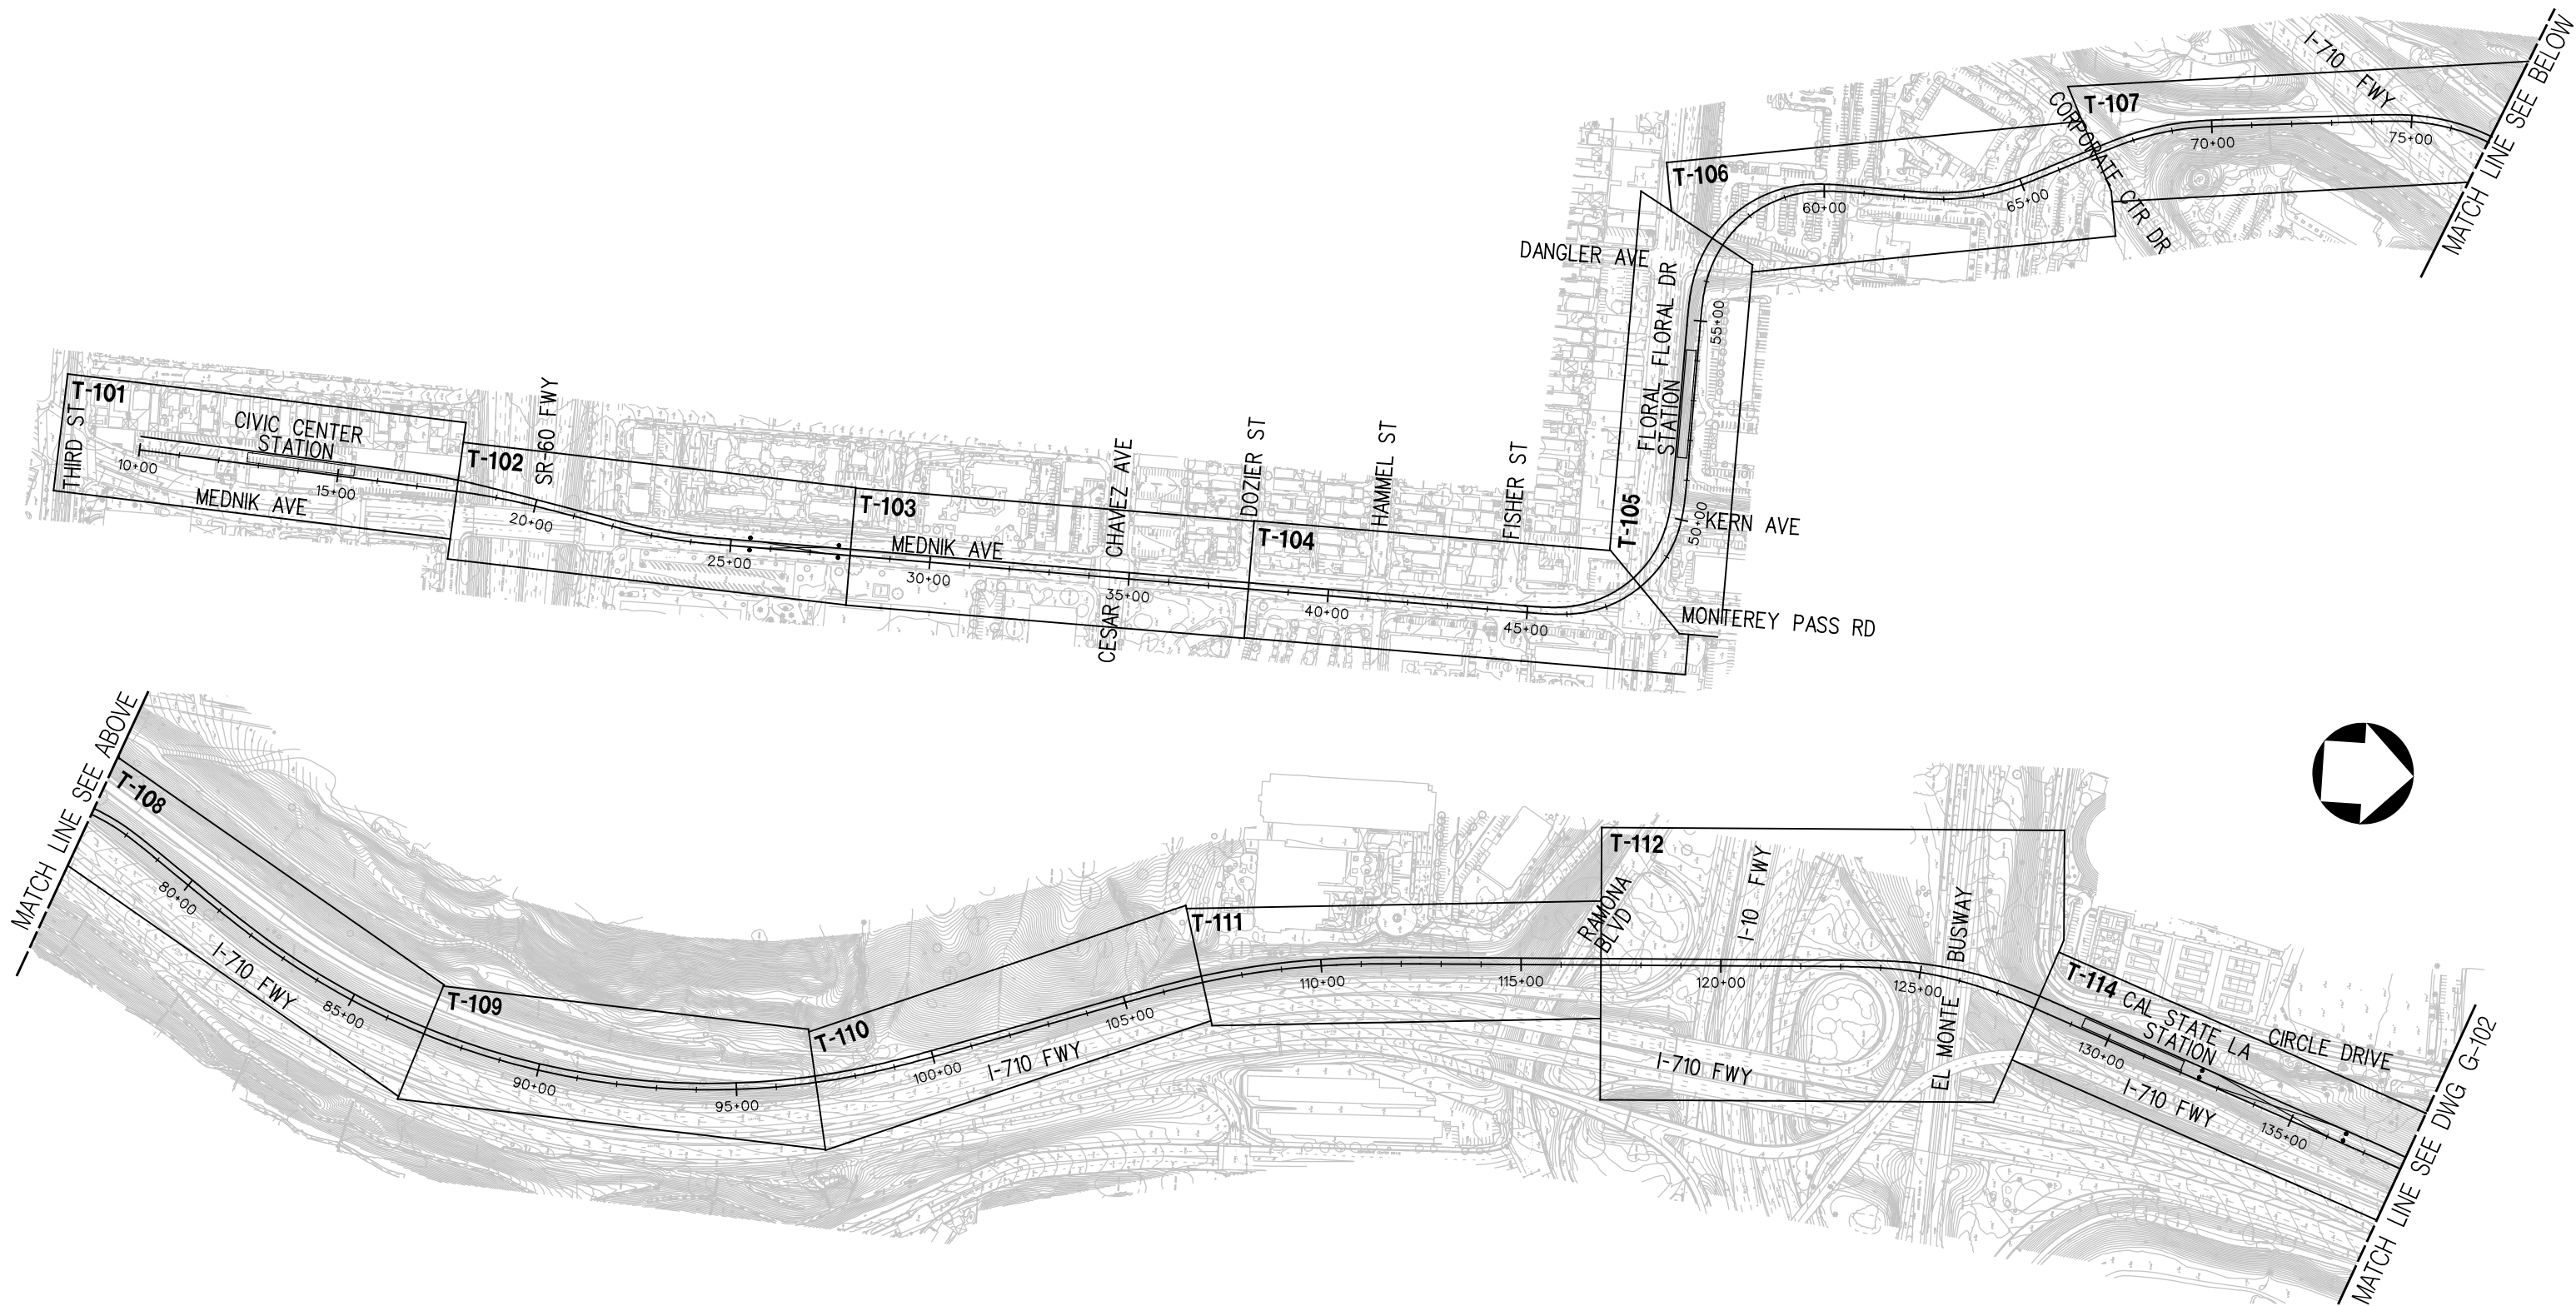 I-710 FWY
MATCH LINE SEE BELOW
T-107
CORPORATE CTR DR
70+00
75+00
T-106
60+00
65+00
DANGLER AVE
FLORAL DR
55+00
FLORAL
STATION
T-105
50+00
KERN AVE
MONTEREY PASS RD
T-101
THIRD ST
CIVIC CENTER
STATION
10+00
15+00
MEDNIK AVE
T-102
SR-60 FWY
20+00
25+00
T-103
MEDNIK AVE
30+00
CESAR CHAVEZ AVE
35+00
DOZIER ST
T-104
HAMMEL ST
40+00
FISHER ST
45+00
MATCH LINE SEE ABOVE
T-108
80+00
I-710 FWY
85+00
T-109
90+00
95+00
T-110
100+00
I-710 FWY
105+00
T-111
110+00
115+00
RAMONA
BLVD
T-112
I-10 FWY
120+00
I-710 FWY
125+00
EL MONTE BUSWAY
T-114
CAL STATE LA
STATION
CIRCLE DRIVE
130+00
I-710 FWY
135+00
MATCH LINE SEE DWG G-102